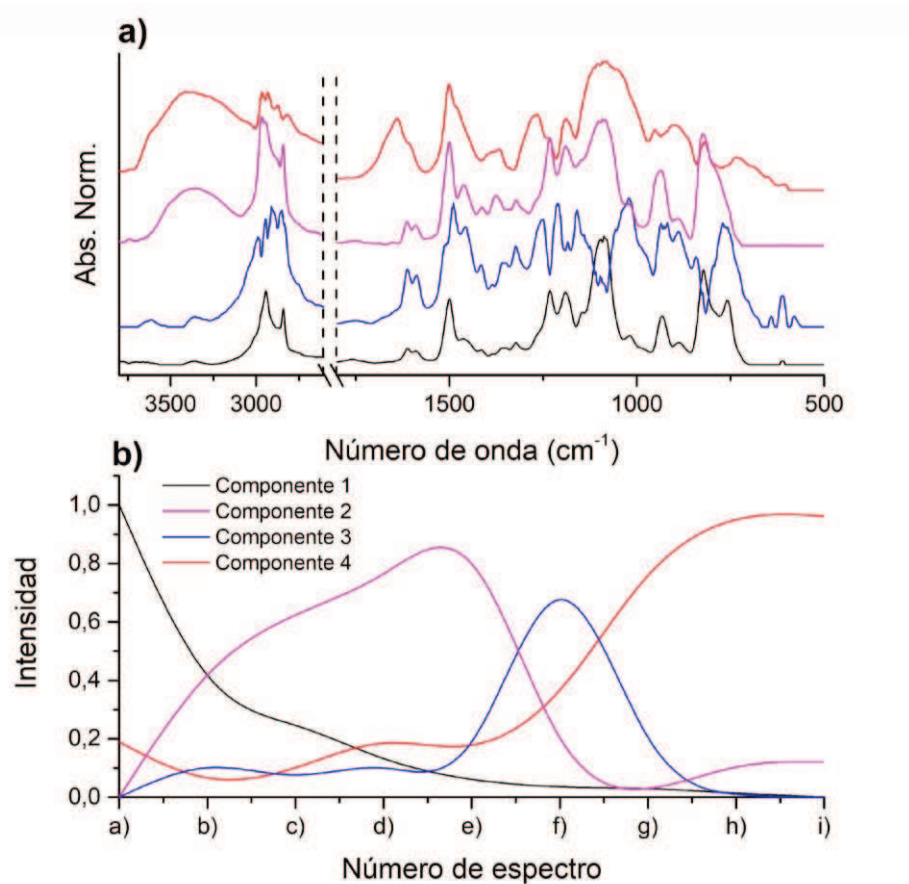 a)
Abs. Norm.
3500 3000 1500 1000 500
Número de onda (cm-1)
b)
Componente 1
Componente 2
Componente 3
Componente 4
1,0
0,8
0,6
0,4
0,2
0,0
Intensidad
a) b) c) d) e) f) g) h) i)
Número de espectro